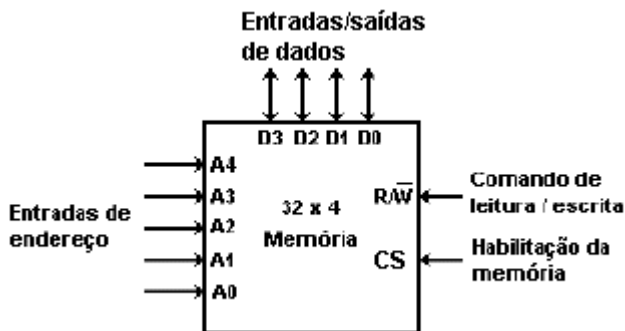 Entradas/saídas
de dados
D3 D2 D1 D0
A4
A3
A2
A1
A0
Entradas de
endereço
32 x 4
Memória
R/W̅
CS
Comando de
leitura / escrita
Habilitação da
memória